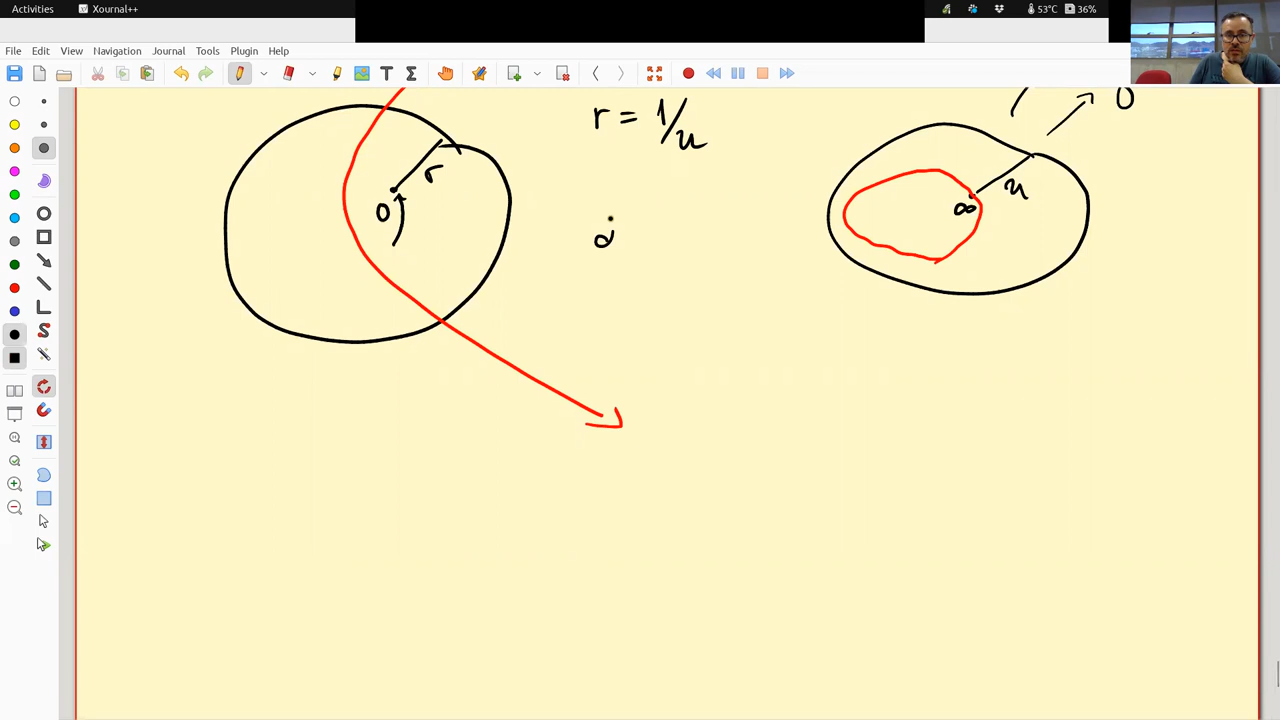 Activities Xournal++ 53°C 36%
File Edit View Navigation Journal Tools Plugin Help
r = 1/u
0
r
0
u
∞